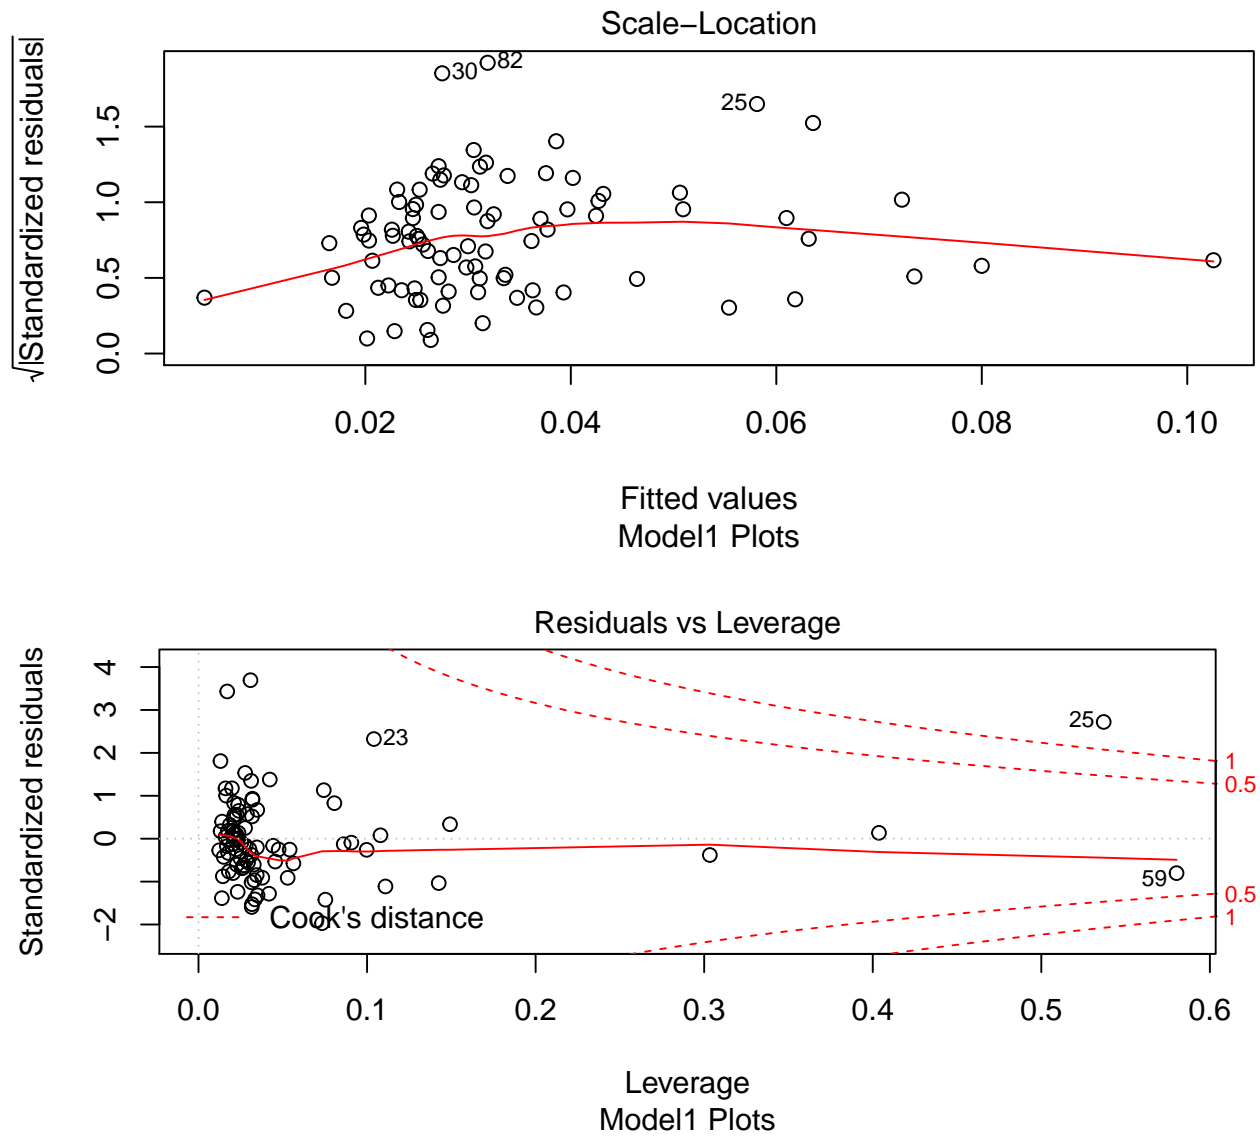 Scale−Location
√|Standardized residuals|
0.0 0.5 1.0 1.5
30
82
25
0.02 0.04 0.06 0.08 0.10
Fitted values
Model1 Plots
Residuals vs Leverage
Standardized residuals
−2 0 1 2 3 4
23
25
59
1
0.5
0.5
1
Cook's distance
0.0 0.1 0.2 0.3 0.4 0.5 0.6
Leverage
Model1 Plots